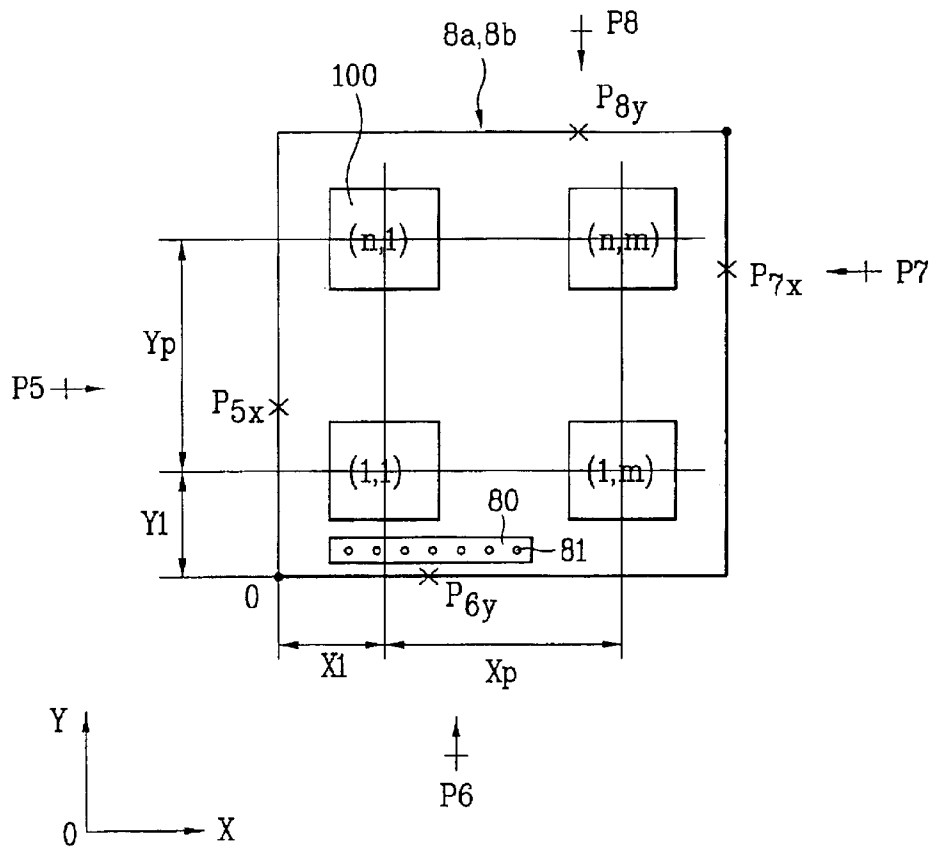 P8
8a,8b
100
P8y
(n,1) (n,m)
P7x P7
Yp
P5
P5x
(1,1) (1,m)
Y1
80
81
0
P6y
X1 Xp
Y
P6
0 X